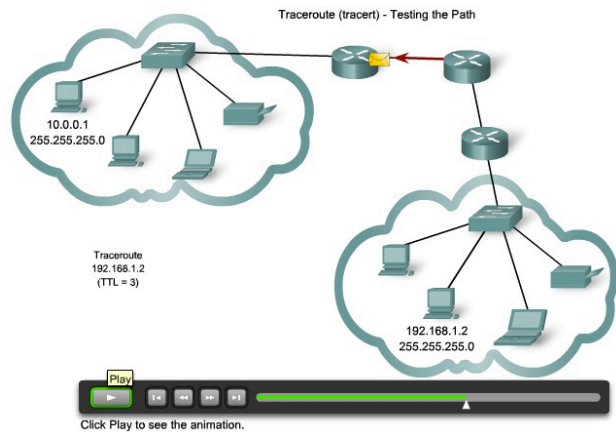 Traceroute (tracert) - Testing the Path
10.0.0.1
255.255.255.0
Traceroute
192.168.1.2
(TTL = 3)
192.168.1.2
255.255.255.0
Play
Click Play to see the animation.